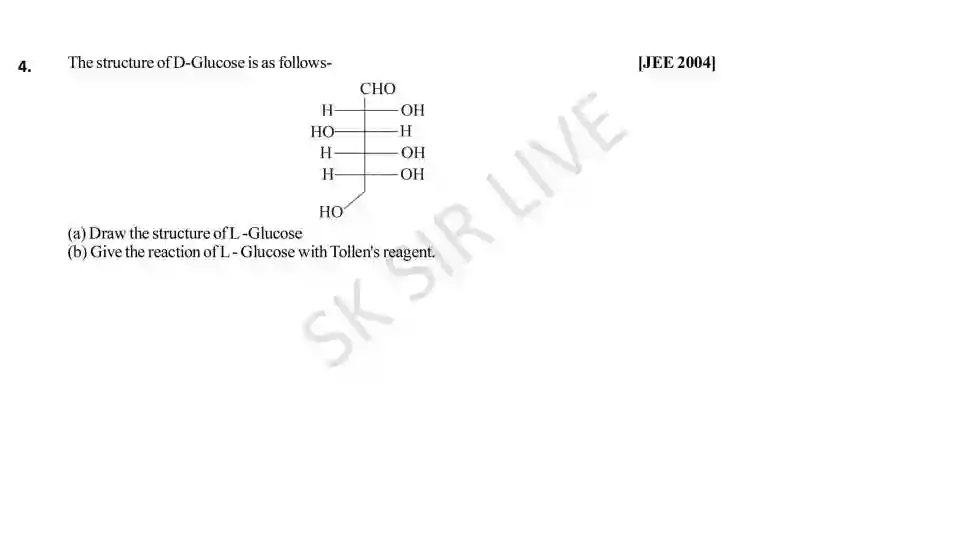 4. The structure of D-Glucose is as follows- [JEE 2004]
CHO
H OH
HO H
H OH
H OH
HO
(a) Draw the structure of L -Glucose
(b) Give the reaction of L - Glucose with Tollen's reagent.
SK SIR LIVE